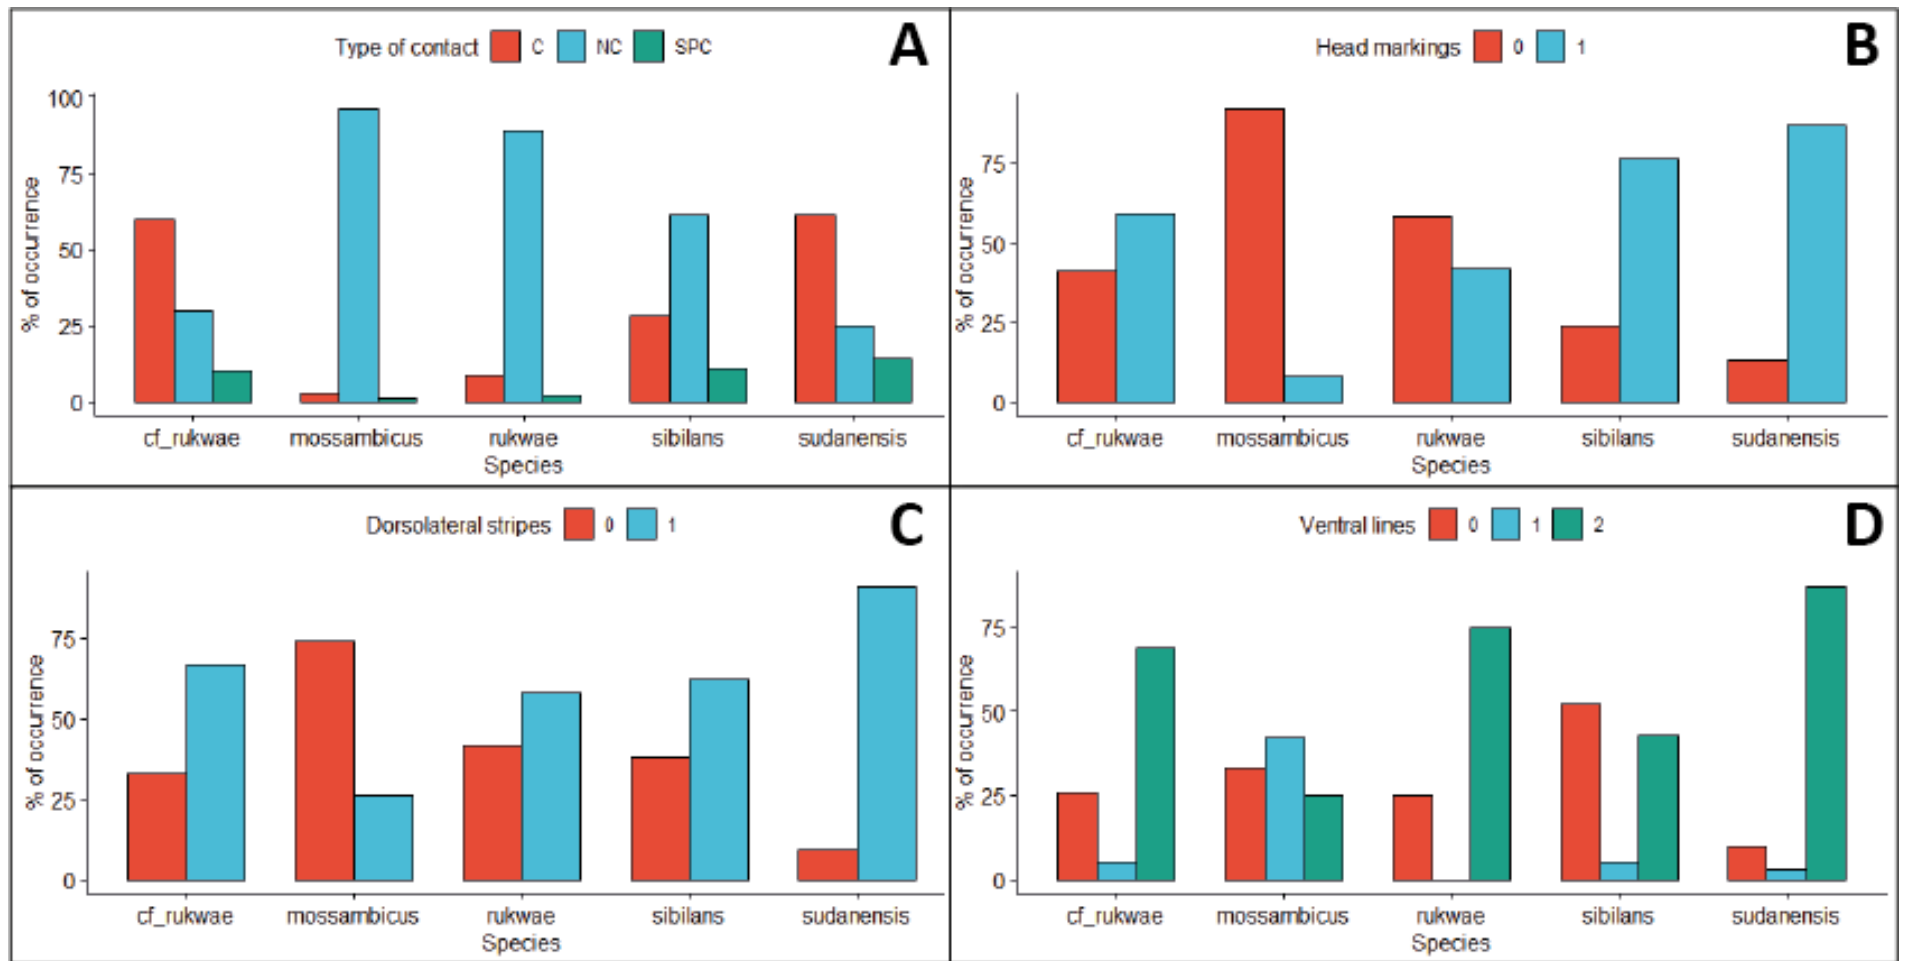 Type of contact C NC SPC A
100
75
50
25
0
% of occurrence
cf_rukwae mossambicus rukwae sibilans sudanensis
Species
Head markings 0 1 B
75
50
25
0
% of occurrence
cf_rukwae mossambicus rukwae sibilans sudanensis
Species
Dorsolateral stripes 0 1 C
75
50
25
0
% of occurrence
cf_rukwae mossambicus rukwae sibilans sudanensis
Species
Ventral lines 0 1 2 D
75
50
25
0
% of occurrence
cf_rukwae mossambicus rukwae sibilans sudanensis
Species